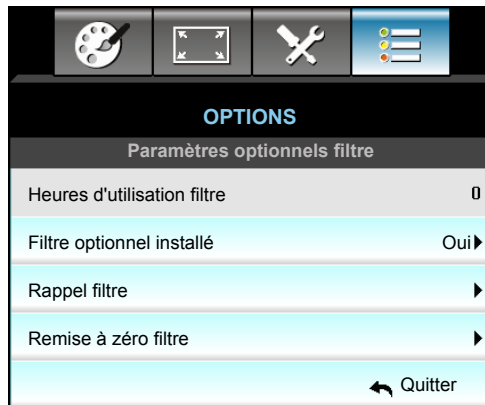 OPTIONS
Paramètres optionnels filtre
Heures d'utilisation filtre 0
Filtre optionnel installé Oui
Rappel filtre
Remise à zéro filtre
Quitter